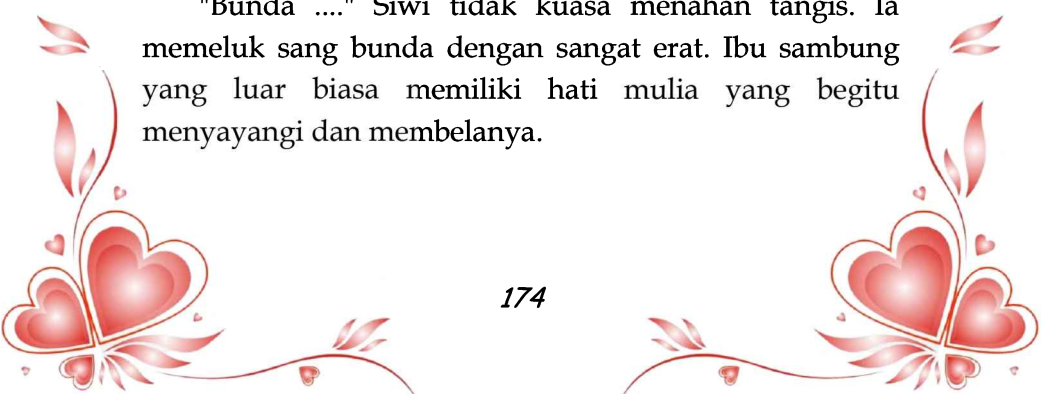 "Bunda ...." Siwi tidak kuasa menahan tangis. Ia
memeluk sang bunda dengan sangat erat. Ibu sambung
yang luar biasa memiliki hati mulia yang begitu
menyayangi dan membelanya.
174